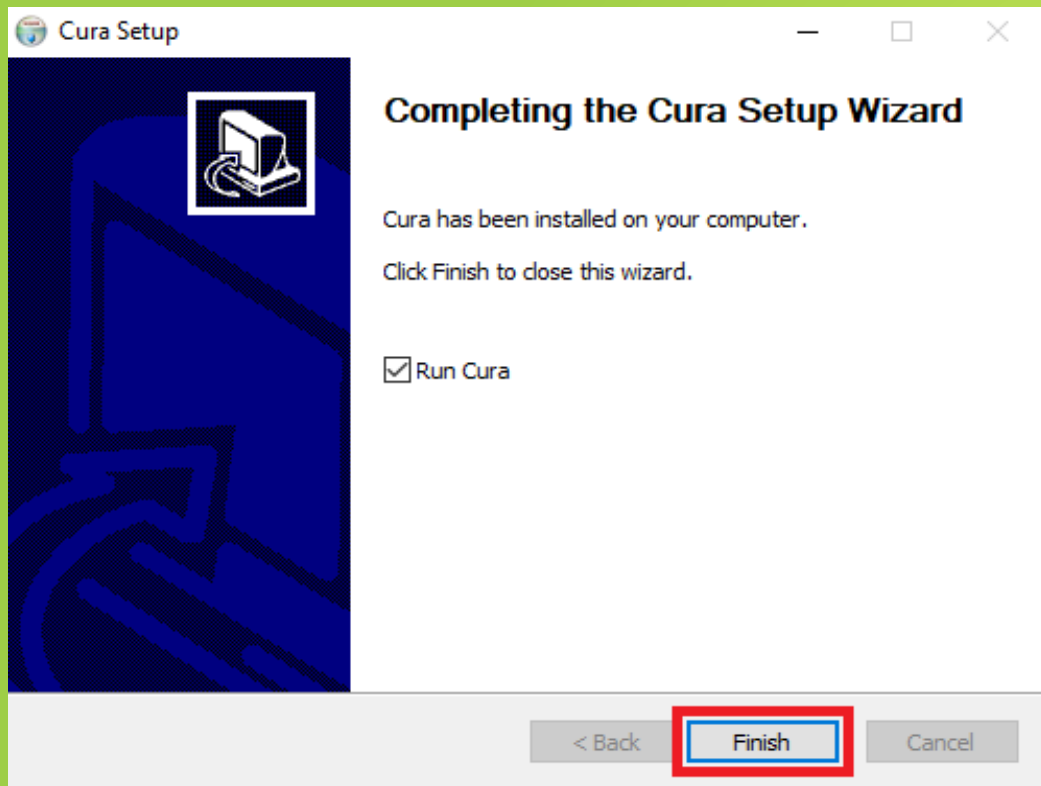 Cura Setup
Completing the Cura Setup Wizard
Cura has been installed on your computer.
Click Finish to close this wizard.
Run Cura
< Back
Finish
Cancel